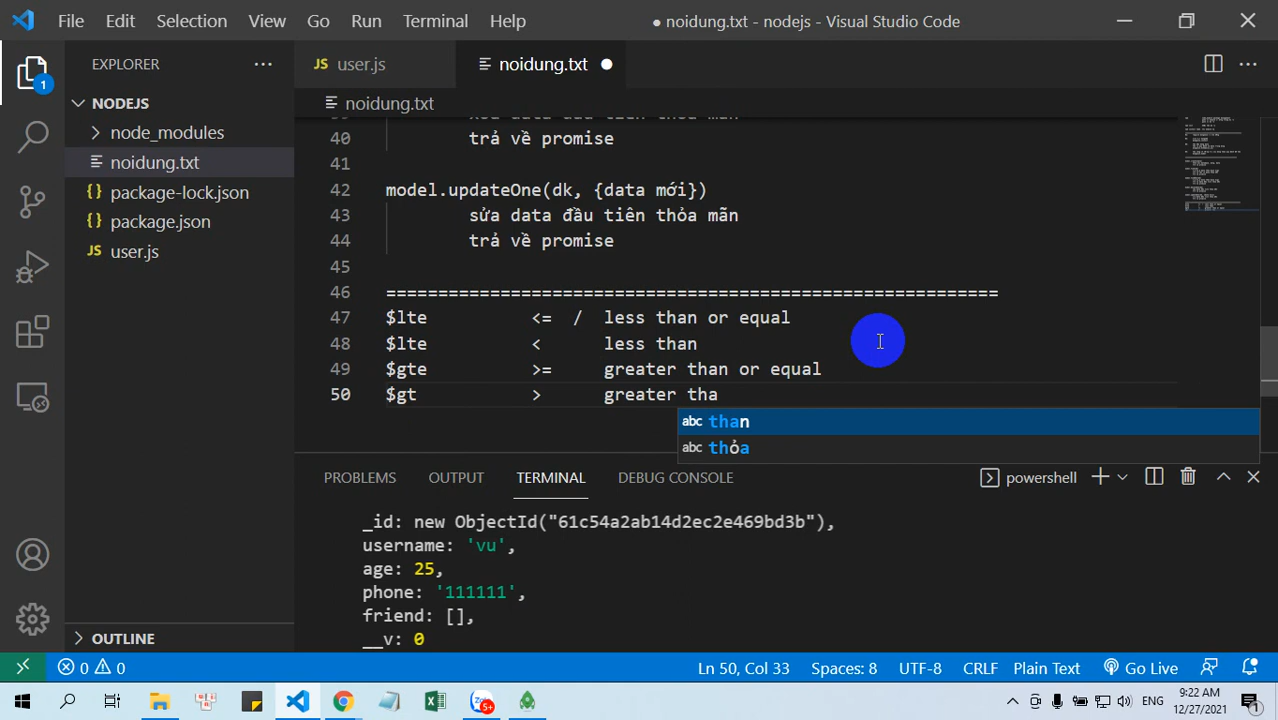 File Edit Selection View Go Run Terminal Help ● noidung.txt - nodejs - Visual Studio Code
EXPLORER
NODEJS
node_modules
noidung.txt
package-lock.json
package.json
user.js
OUTLINE
JS user.js noidung.txt
noidung.txt
40 trả về promise
41
42 model.updateOne(dk, {data mới})
43 sửa data đầu tiên thỏa mãn
44 trả về promise
45
46 ===========================================================
47 $lte <= / less than or equal
48 $lte < less than
49 $gte >= greater than or equal
50 $gt > greater tha
abc than
abc thỏa
PROBLEMS OUTPUT TERMINAL DEBUG CONSOLE powershell
_id: new ObjectId("61c54a2ab14d2ec2e469bd3b"),
username: 'vu',
age: 25,
phone: '111111',
friend: [],
__v: 0
0 0 Ln 50, Col 33 Spaces: 8 UTF-8 CRLF Plain Text Go Live
ENG 9:22 AM
12/27/2021